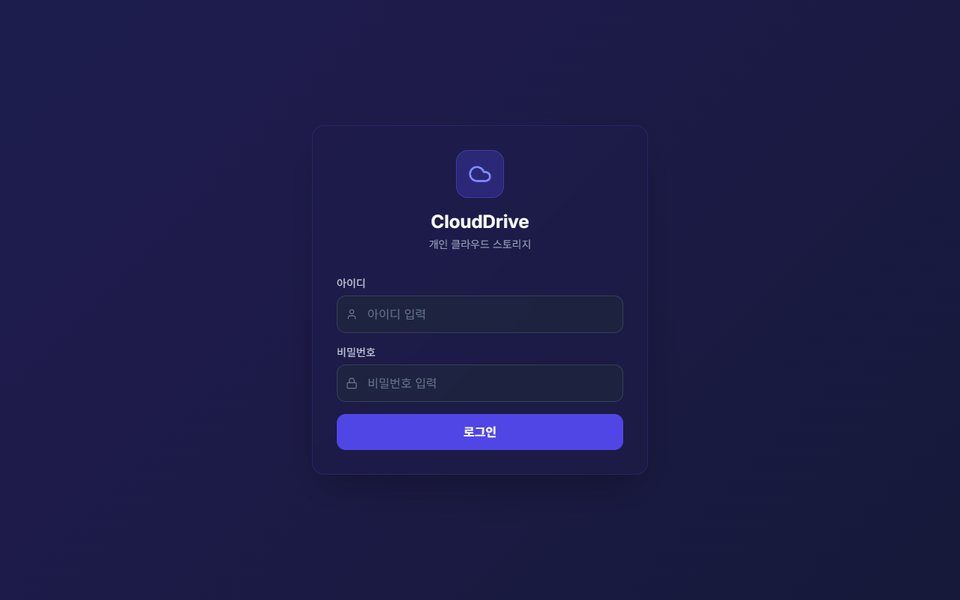 CloudDrive
개인 클라우드 스토리지
아이디
아이디 입력
비밀번호
비밀번호 입력
로그인